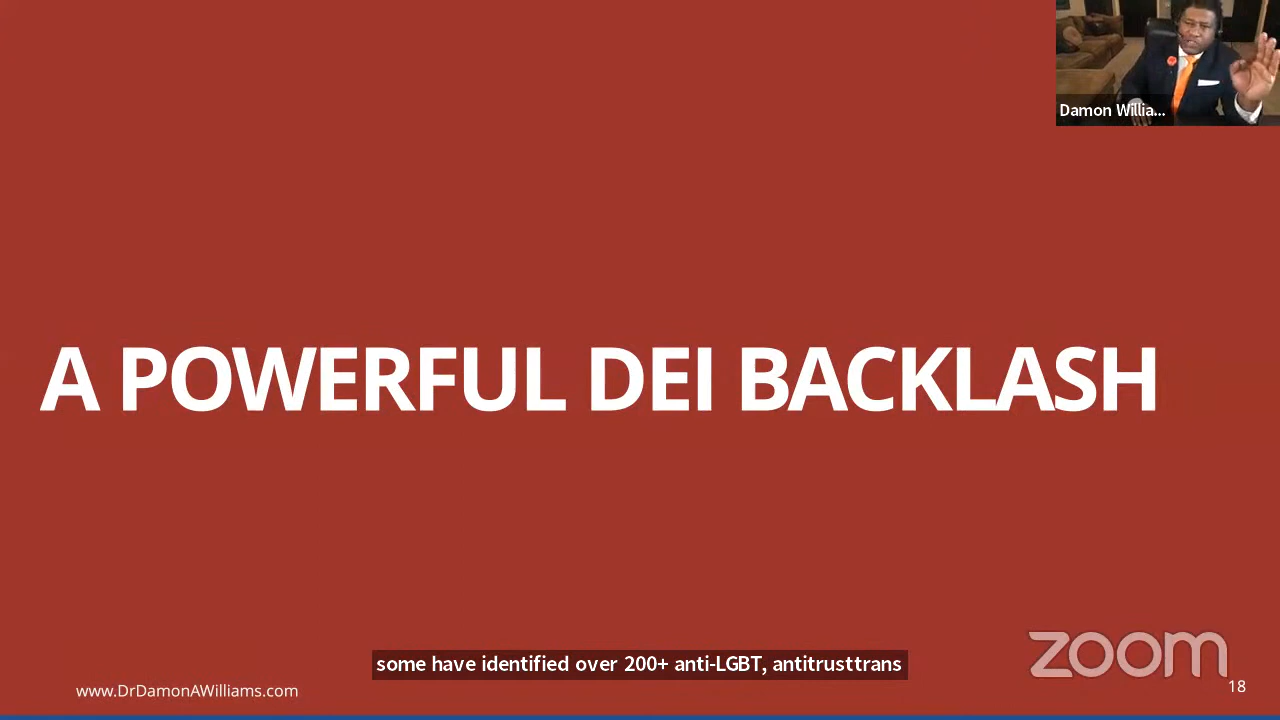 Damon Willia...
A POWERFUL DEI BACKLASH
some have identified over 200+ anti-LGBT, antitrusttrans
zoom
www.DrDamonAWilliams.com
18